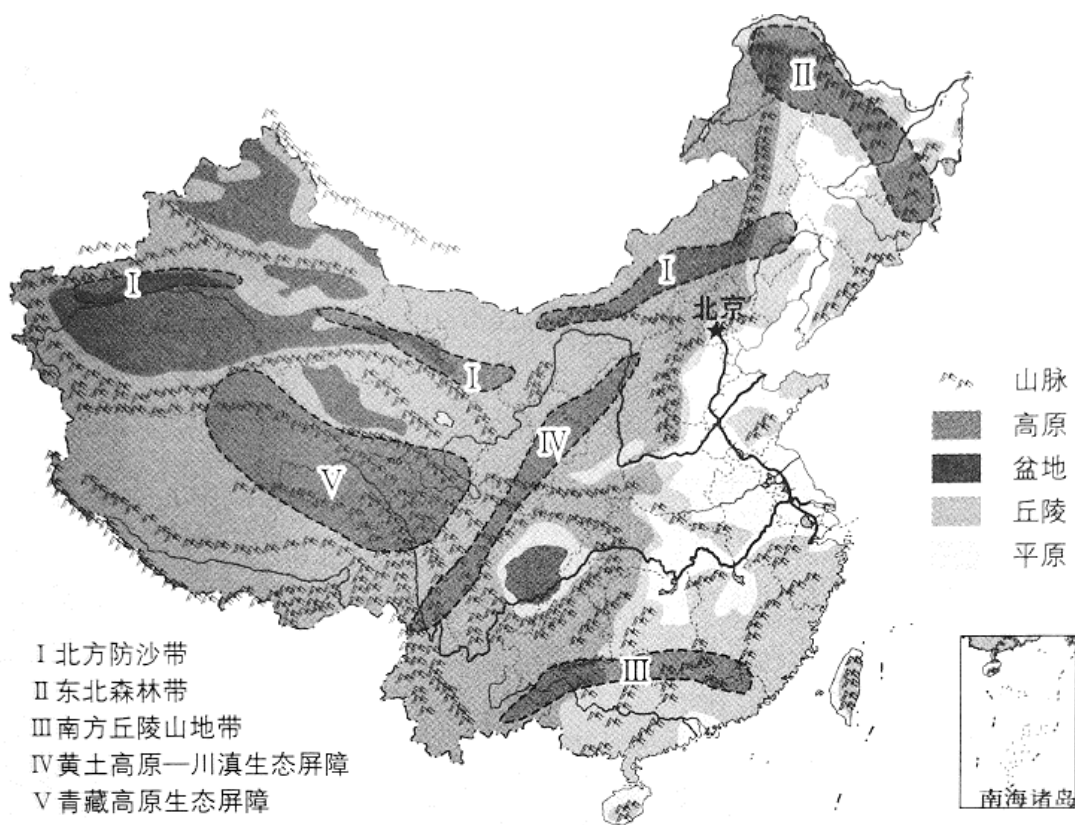 Ⅱ
Ⅰ
Ⅰ
北京
Ⅰ
Ⅳ
Ⅴ
Ⅲ
山脉
高原
盆地
丘陵
平原
Ⅰ北方防沙带
Ⅱ东北森林带
Ⅲ南方丘陵山地带
Ⅳ黄土高原—川滇生态屏障
Ⅴ青藏高原生态屏障
南海诸岛